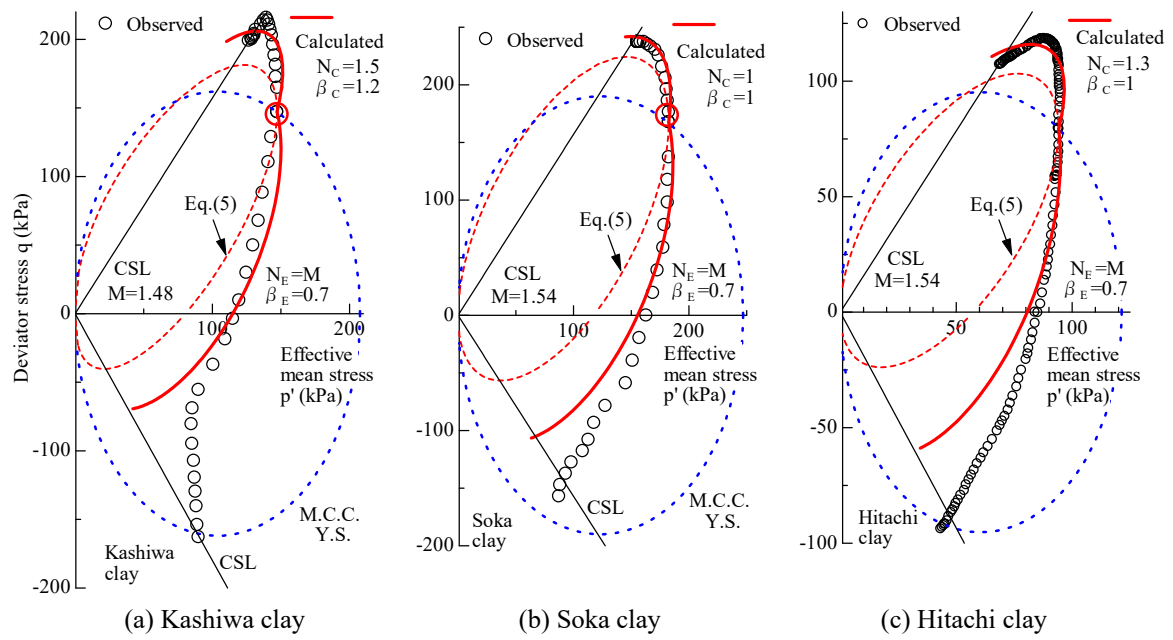 Deviator stress q (kPa)
200
100
0
-100
-200
Observed
Calculated
N_C=1.5
β_C=1.2
Eq.(5)
CSL
M=1.48
N_E=M
β_E=0.7
100
200
Effective
mean stress
p' (kPa)
M.C.C.
Y.S.
Kashiwa
clay
CSL
(a) Kashiwa clay
200
100
0
-100
-200
Observed
Calculated
N_C=1
β_C=1
Eq.(5)
CSL
M=1.54
N_E=M
β_E=0.7
100
200
Effective
mean stress
p' (kPa)
CSL
M.C.C.
Y.S.
Soka
clay
(b) Soka clay
100
50
0
-50
-100
Observed
Calculated
N_C=1.3
β_C=1
Eq.(5)
CSL
M=1.54
N_E=M
β_E=0.7
50
100
Effective
mean stress
p' (kPa)
M.C.C.
Y.S.
Hitachi
clay
CSL
(c) Hitachi clay